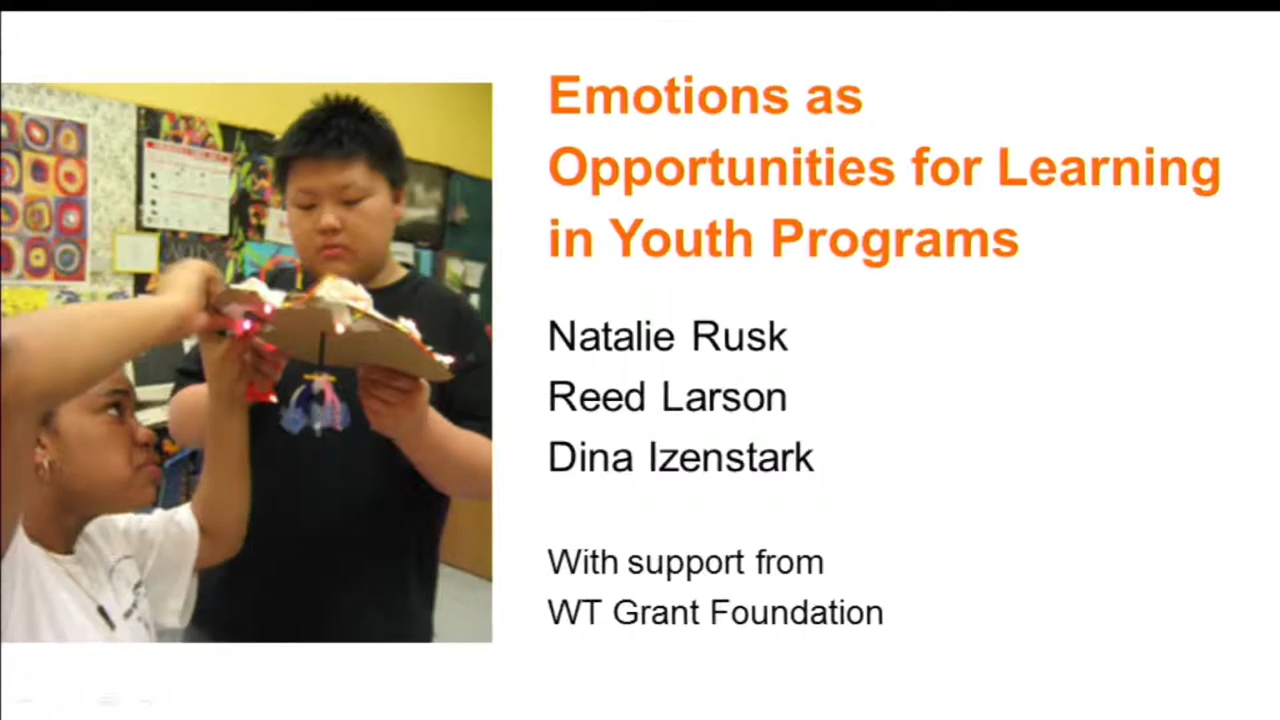 Emotions as
Opportunities for Learning
in Youth Programs
Natalie Rusk
Reed Larson
Dina Izenstark
With support from
WT Grant Foundation